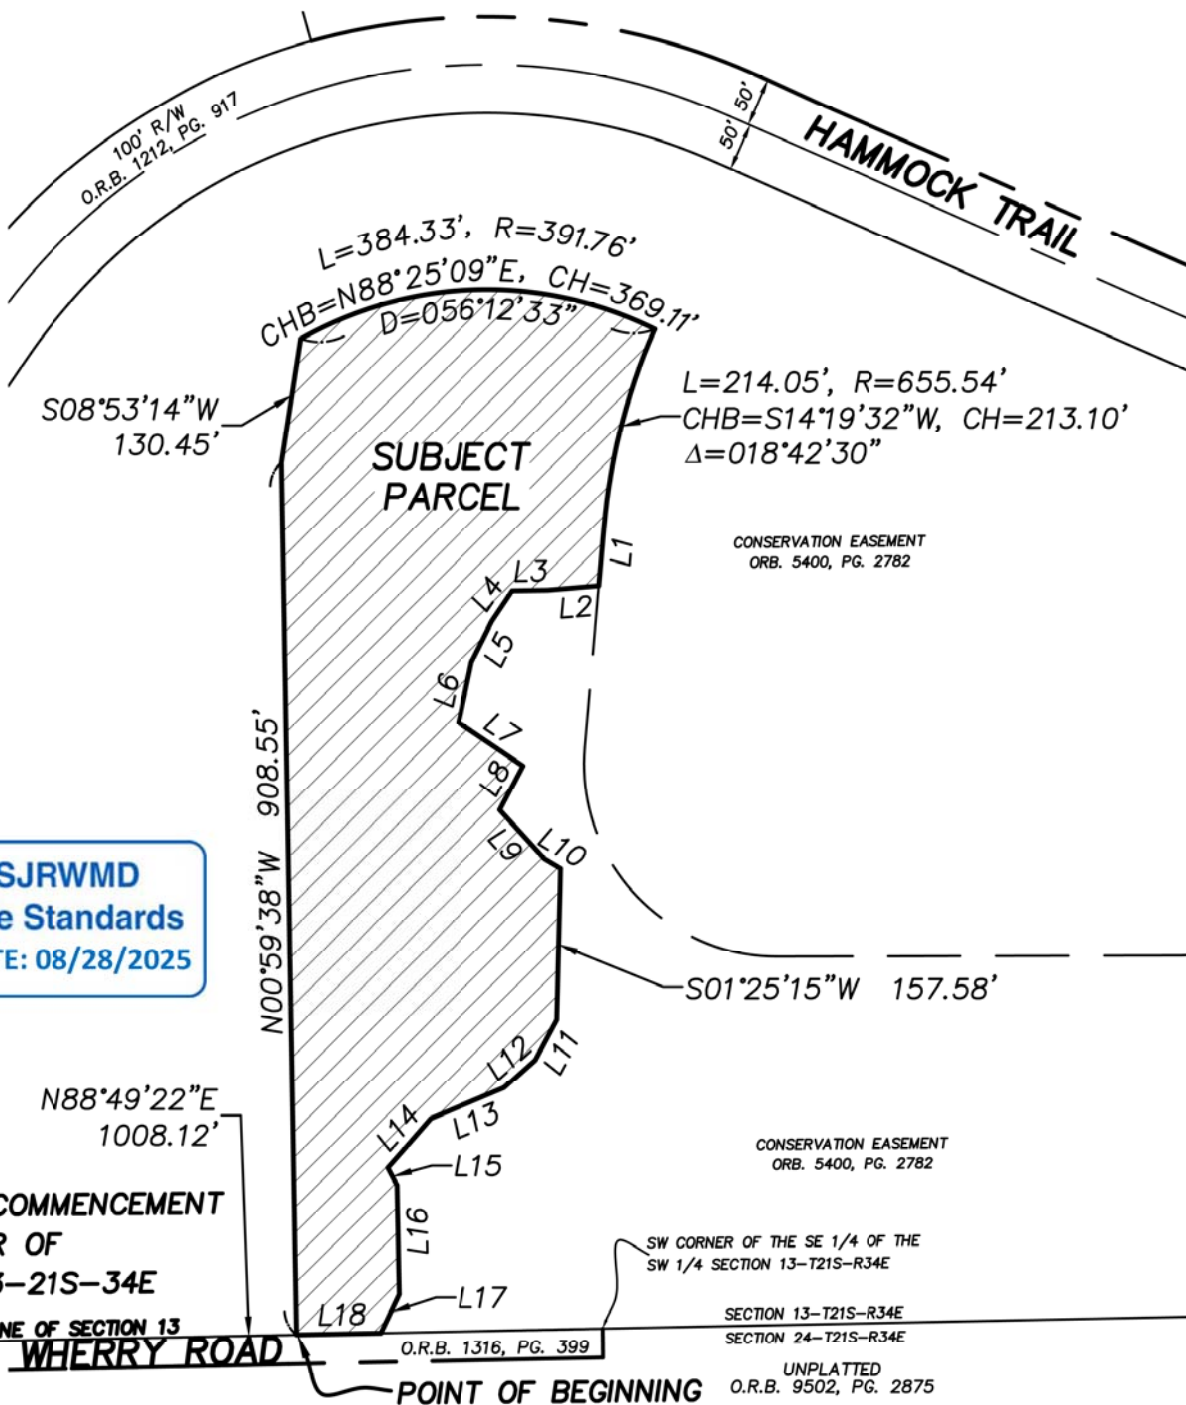 100' R/W
O.R.B. 1212, PG. 917
50'
50'
HAMMOCK TRAIL
L=384.33', R=391.76'
CHB=N88°25'09"E, CH=369.11'
D=056°12'33"
S08°53'14"W
130.45'
L=214.05', R=655.54'
CHB=S14°19'32"W, CH=213.10'
Δ=018°42'30"
SUBJECT
PARCEL
CONSERVATION EASEMENT
ORB. 5400, PG. 2782
L1
L3
L2
L4
L5
L6
L7
L8
L9
L10
N00°59'38"W 908.55'
SJRWMD
e Standards
TE: 08/28/2025
S01°25'15"W 157.58'
L11
L12
L13
L14
L15
N88°49'22"E
1008.12'
CONSERVATION EASEMENT
ORB. 5400, PG. 2782
COMMENCEMENT
R OF
3-21S-34E
NE OF SECTION 13
L16
L17
L18
SW CORNER OF THE SE 1/4 OF THE
SW 1/4 SECTION 13-T21S-R34E
SECTION 13-T21S-R34E
SECTION 24-T21S-R34E
WHERRY ROAD
O.R.B. 1316, PG. 399
UNPLATTED
O.R.B. 9502, PG. 2875
POINT OF BEGINNING